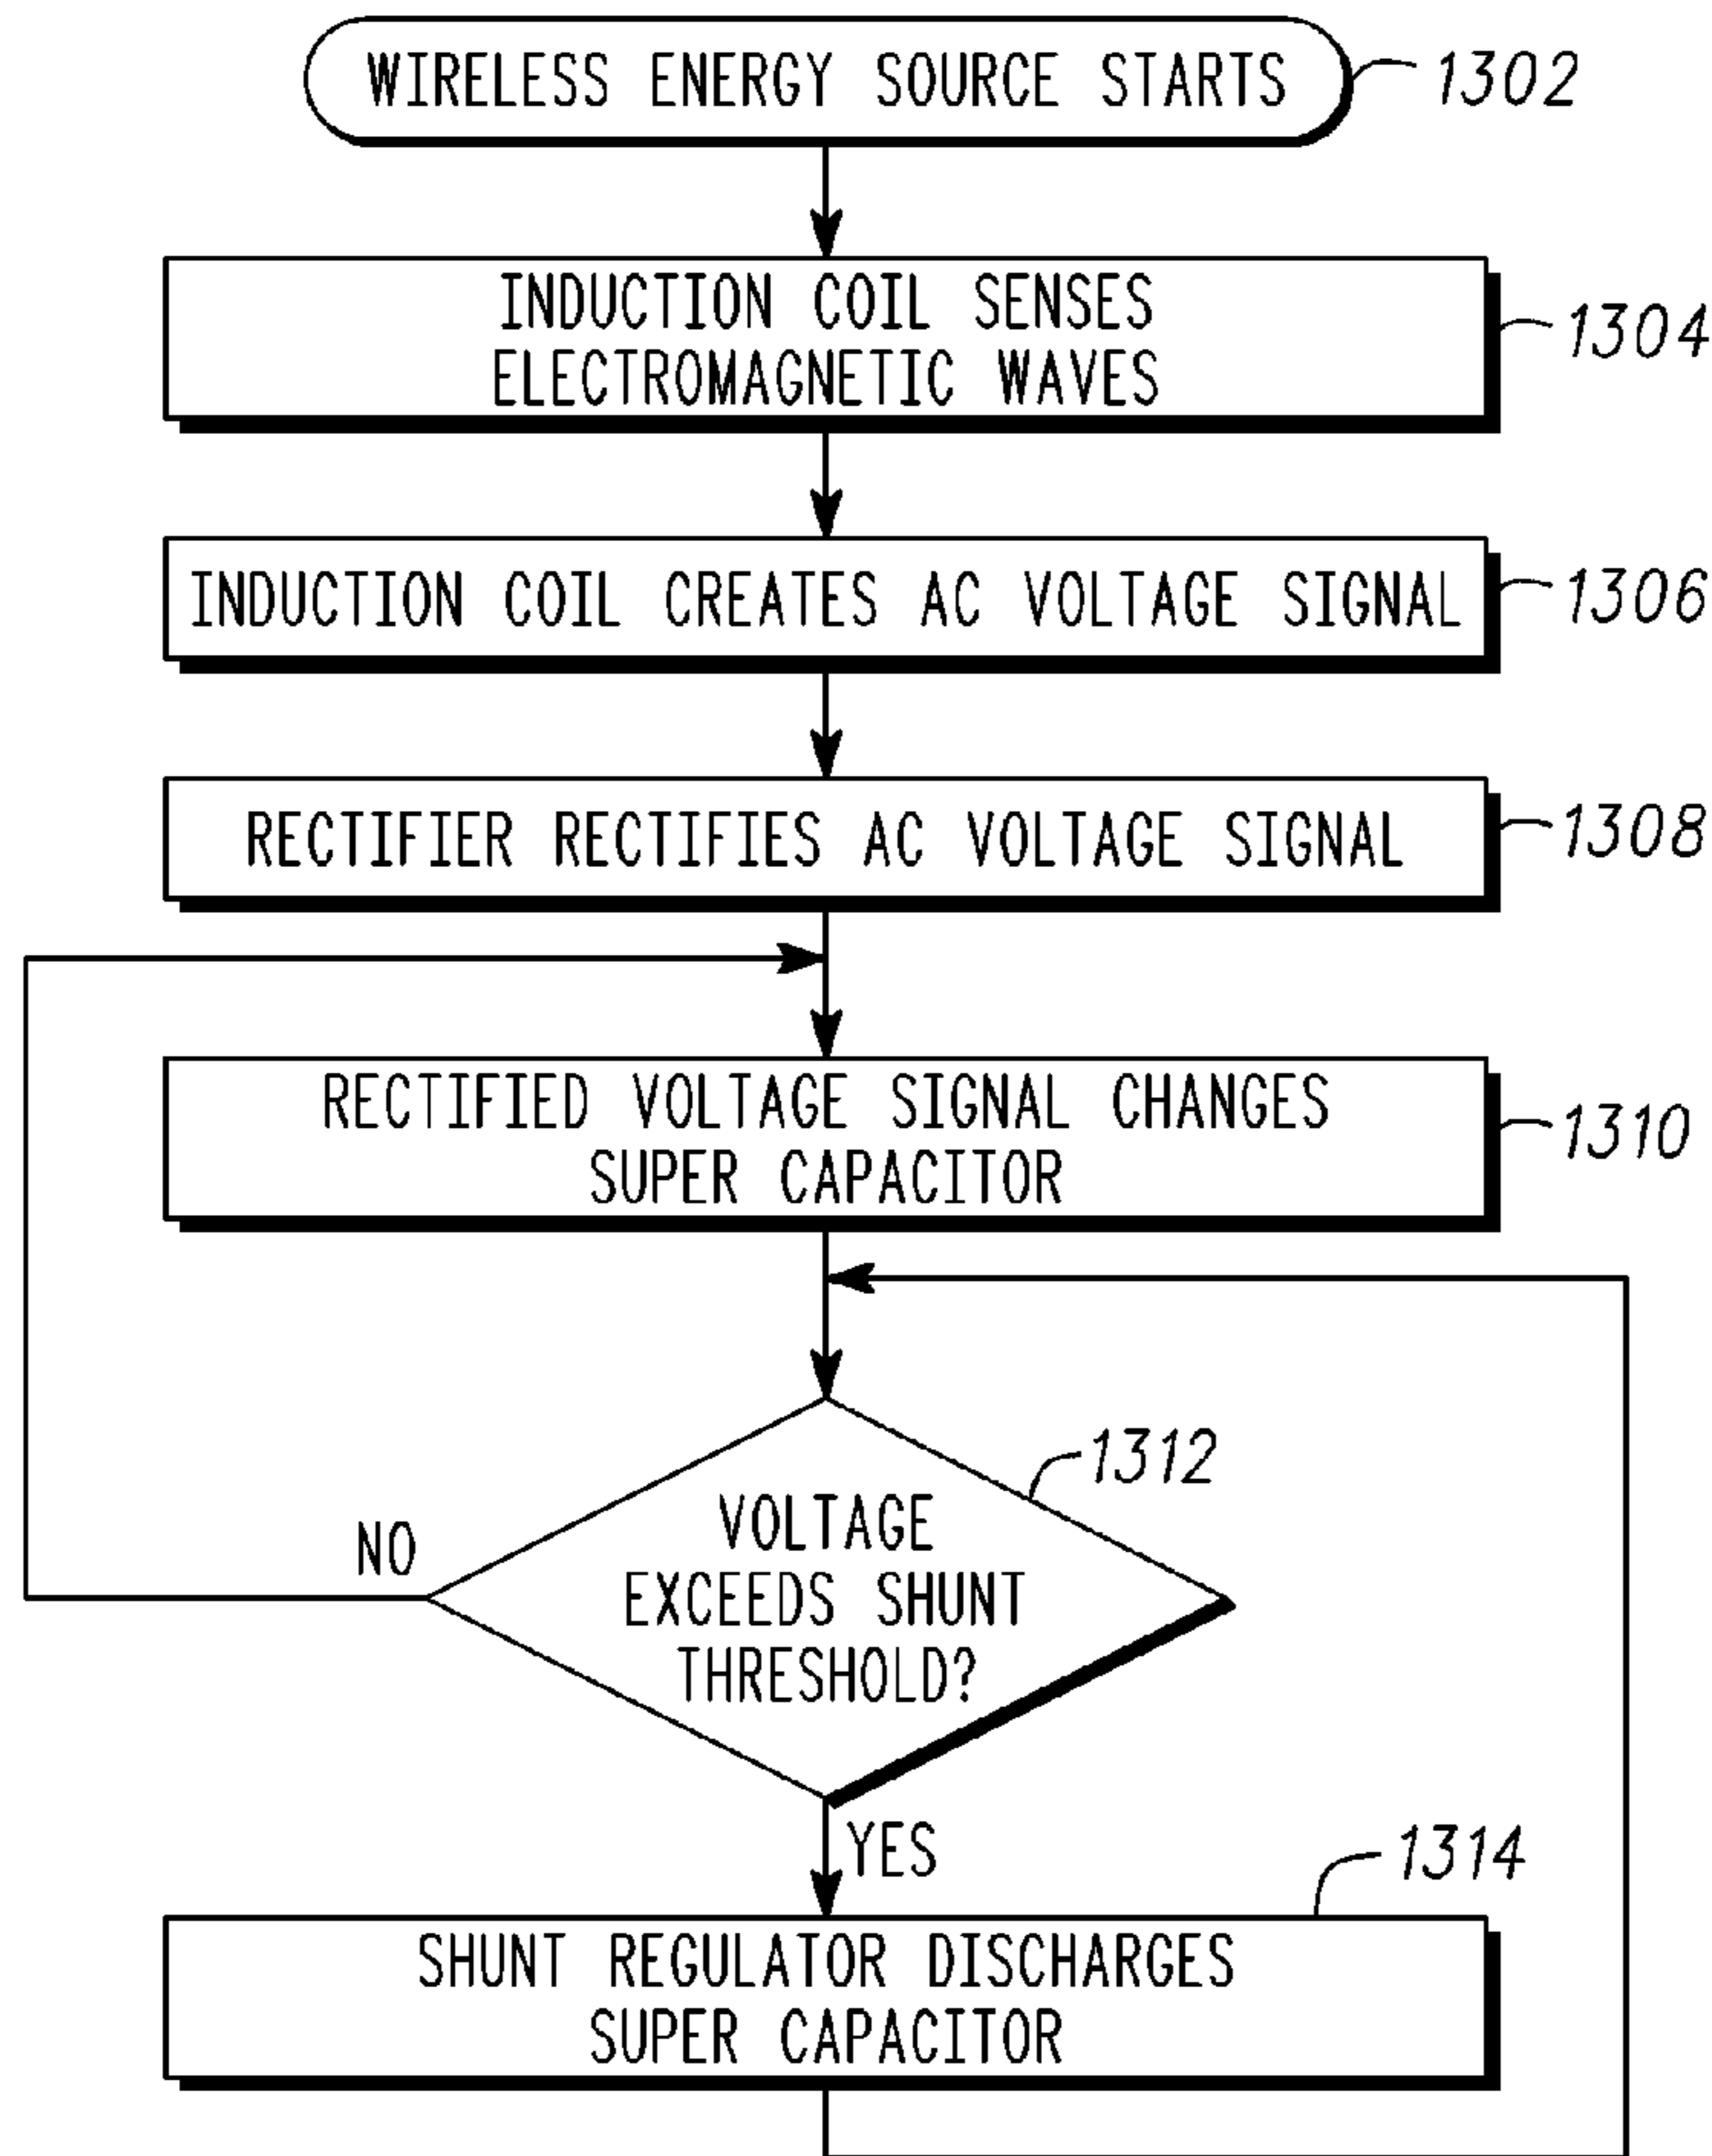 WIRELESS ENERGY SOURCE STARTS
1302
INDUCTION COIL SENSES
ELECTROMAGNETIC WAVES
1304
INDUCTION COIL CREATES AC VOLTAGE SIGNAL
1306
RECTIFIER RECTIFIES AC VOLTAGE SIGNAL
1308
RECTIFIED VOLTAGE SIGNAL CHANGES
SUPER CAPACITOR
1310
1312
VOLTAGE
EXCEEDS SHUNT
THRESHOLD?
NO
YES
1314
SHUNT REGULATOR DISCHARGES
SUPER CAPACITOR